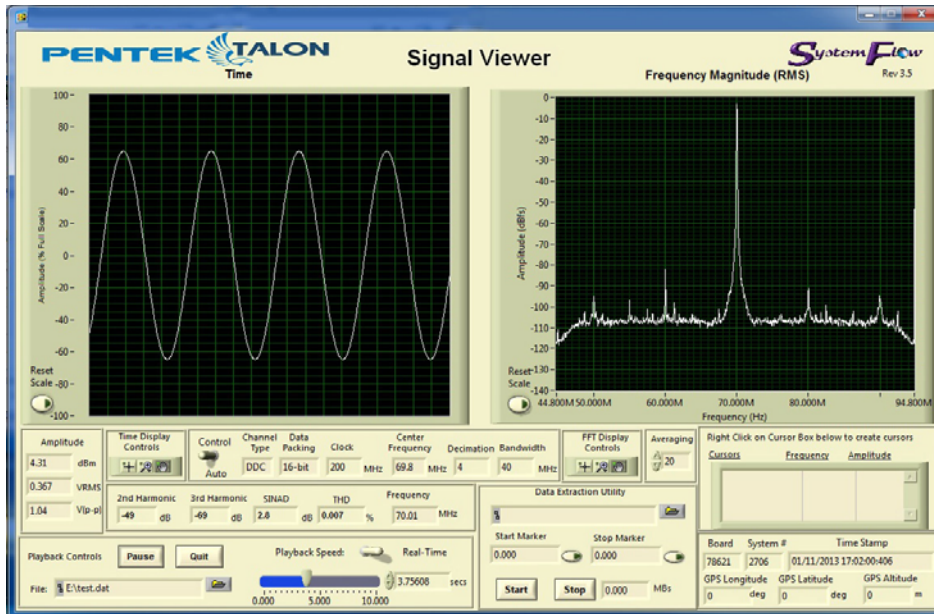 PENTEK TALON
Signal Viewer
SystemFlow
Rev 3.5
Time
100
80
60
40
20
0
-20
-40
-60
-80
-100
Amplitude (% Full Scale)
Reset
Scale
Frequency Magnitude (RMS)
0
-10
-20
-30
-40
-50
-60
-70
-80
-90
-100
-110
-120
-130
-140
Amplitude (dBfs)
Reset
Scale
44.800M 50.000M 60.000M 70.000M 80.000M 94.800M
Frequency (Hz)
Amplitude
4.31 dBm
0.367 VRMS
1.04 V(p-p)
Time Display
Controls
Control
Auto
Channel
Type
DDC
Data
Packing
16-bit
Clock
200 MHz
Center
Frequency
69.8 MHz
Decimation
4
Bandwidth
40 MHz
FFT Display
Controls
Averaging
20
Right Click on Cursor Box below to create cursors
Cursors Frequency Amplitude
2nd Harmonic
-49 dB
3rd Harmonic
-69 dB
SINAD
2.8 dB
THD
0.007 %
Frequency
70.01 MHz
Data Extraction Utility
Start Marker
0.000
Stop Marker
0.000
Start
Stop
0.000 MBs
Playback Controls
Pause
Quit
File: E:\test.dat
Playback Speed:
Real-Time
0.000 5.000 10.000
3.75608 secs
Board System # Time Stamp
78621 2706 01/11/2013 17:02:00:406
GPS Longitude GPS Latitude GPS Altitude
0 deg 0 deg 0 m